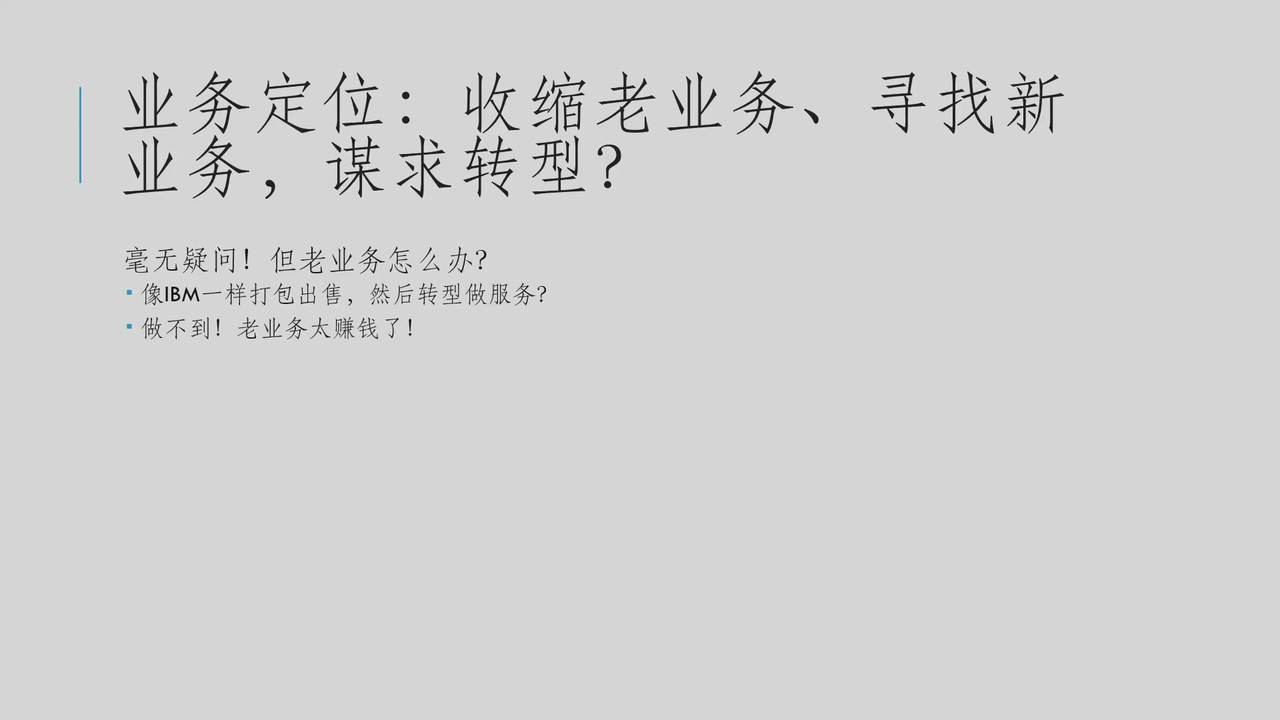 业务定位：收缩老业务、寻找新
业务，谋求转型？
毫无疑问！但老业务怎么办？
像IBM一样打包出售，然后转型做服务？
做不到！老业务太赚钱了！